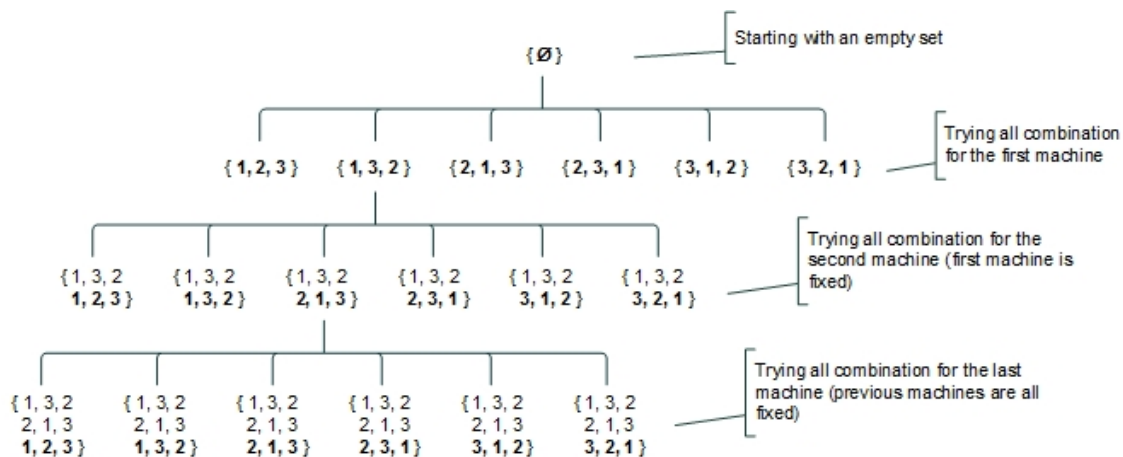 Starting with an empty set
{ Ø }
Trying all combination
for the first machine
{ 1, 2, 3 } { 1, 3, 2 } { 2, 1, 3 } { 2, 3, 1 } { 3, 1, 2 } { 3, 2, 1 }
Trying all combination for the
second machine (first machine is
fixed)
{ 1, 3, 2 { 1, 3, 2 { 1, 3, 2 { 1, 3, 2 { 1, 3, 2 { 1, 3, 2
1, 2, 3 } 1, 3, 2 } 2, 1, 3 } 2, 3, 1 } 3, 1, 2 } 3, 2, 1 }
Trying all combination for the last
machine (previous machines are all
fixed)
{ 1, 3, 2 { 1, 3, 2 { 1, 3, 2 { 1, 3, 2 { 1, 3, 2 { 1, 3, 2
2, 1, 3 2, 1, 3 2, 1, 3 2, 1, 3 2, 1, 3 2, 1, 3
1, 2, 3 } 1, 3, 2 } 2, 1, 3 } 2, 3, 1 } 3, 1, 2 } 3, 2, 1 }